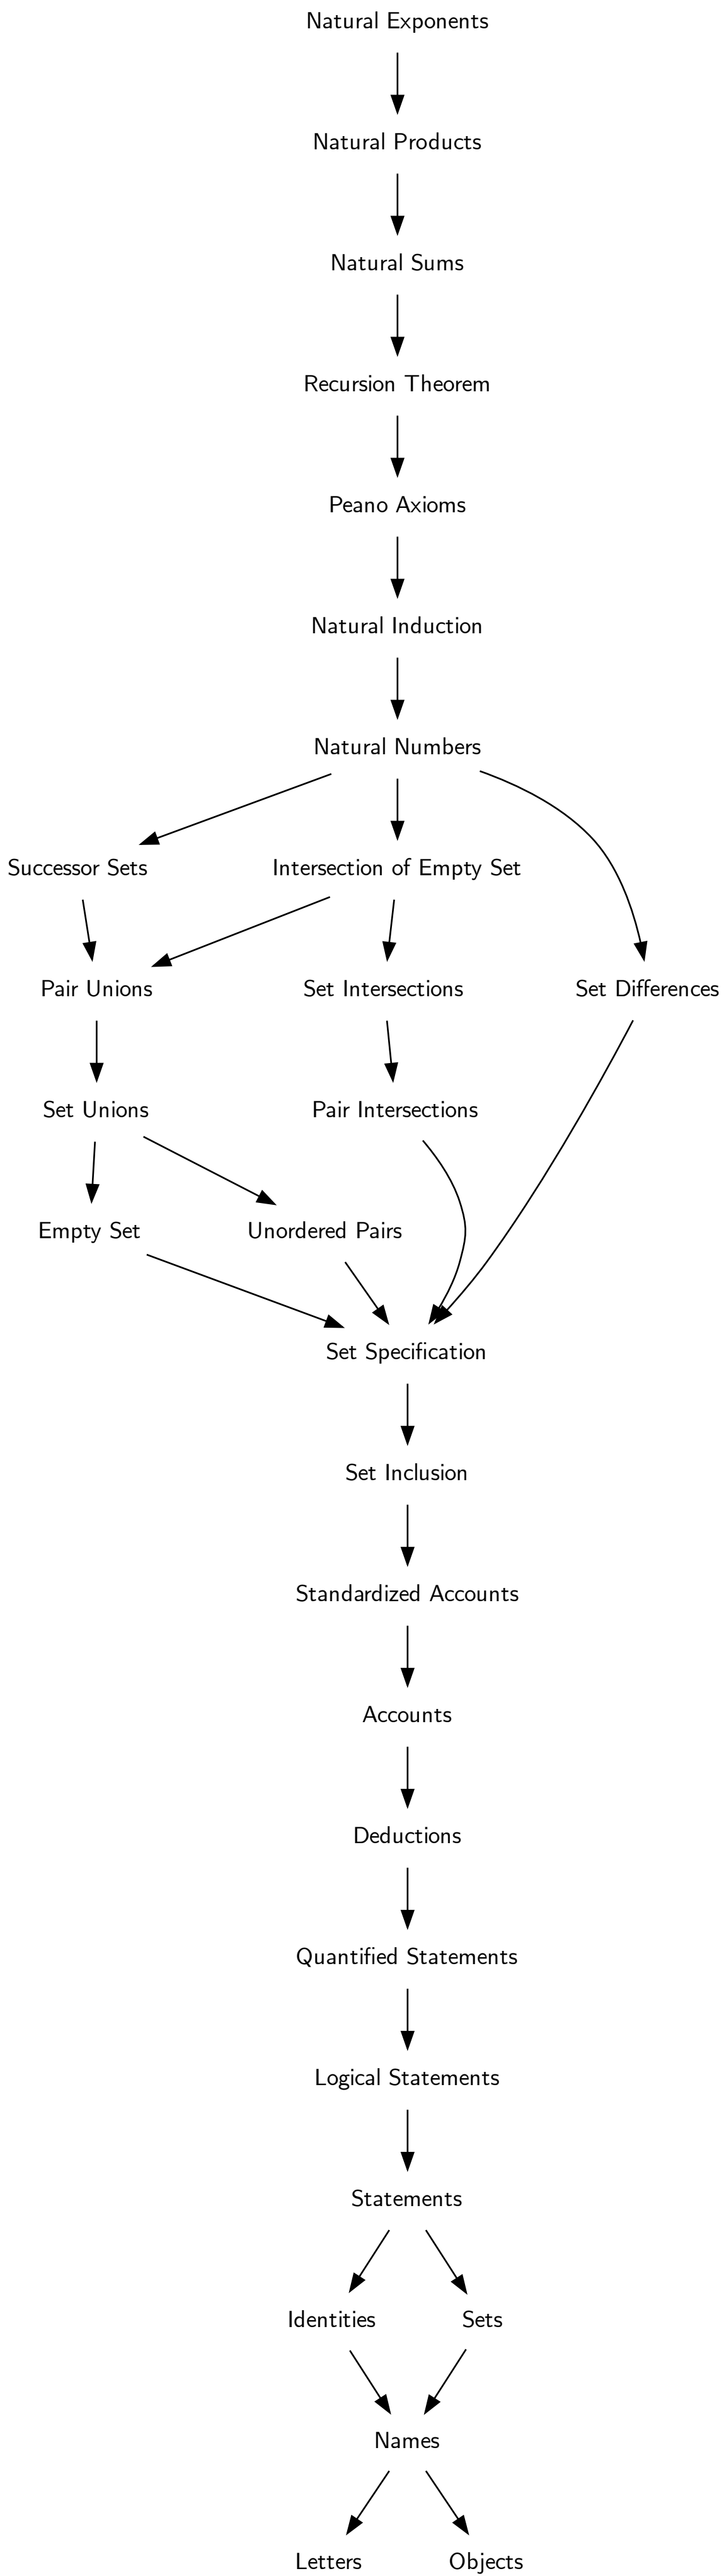 Natural Exponents
Natural Products
Natural Sums
Recursion Theorem
Peano Axioms
Natural Induction
Natural Numbers
Successor Sets
Intersection of Empty Set
Pair Unions
Set Intersections
Set Differences
Set Unions
Pair Intersections
Empty Set
Unordered Pairs
Set Specification
Set Inclusion
Standardized Accounts
Accounts
Deductions
Quantified Statements
Logical Statements
Statements
Identities
Sets
Names
Letters
Objects